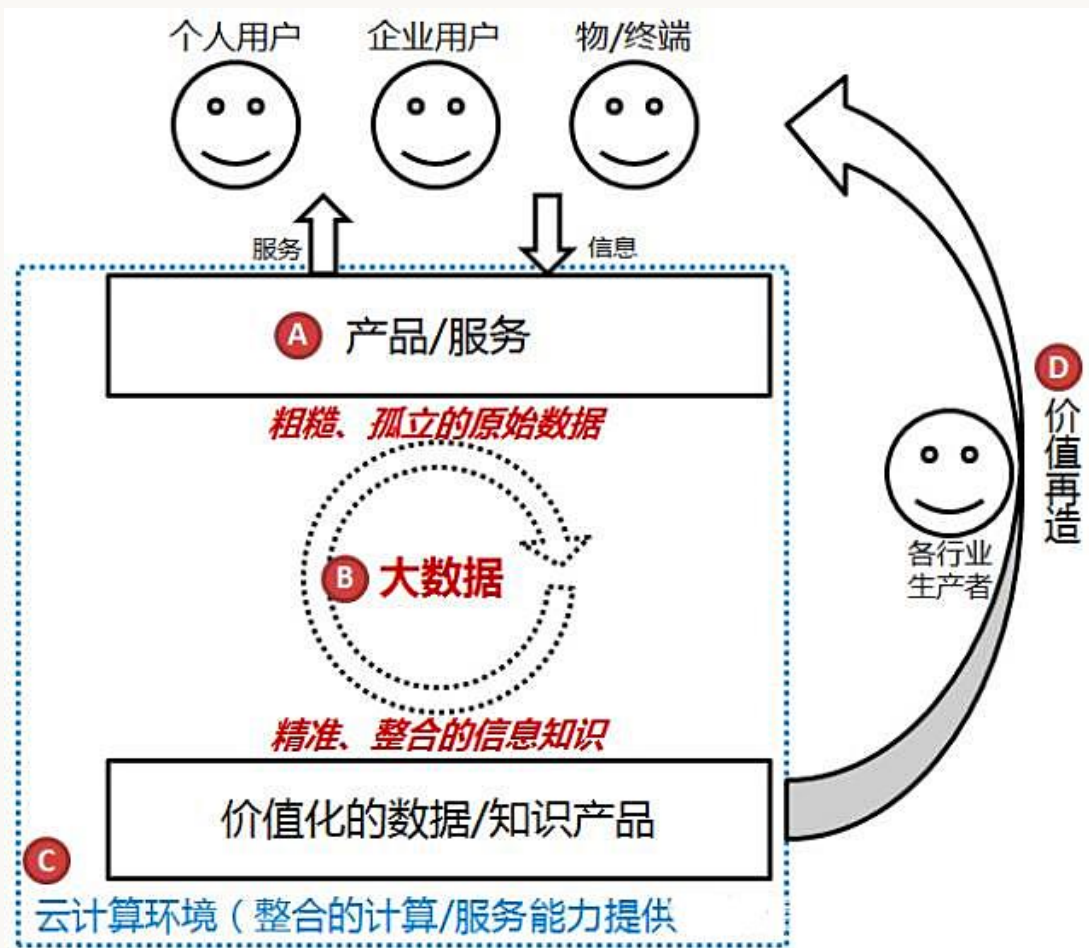 个人用户 企业用户 物/终端
服务 信息
A 产品/服务
粗糙、孤立的原始数据
B 大数据
精准、整合的信息知识
价值化的数据/知识产品
C
云计算环境（整合的计算/服务能力提供
D
价值再造
各行业
生产者